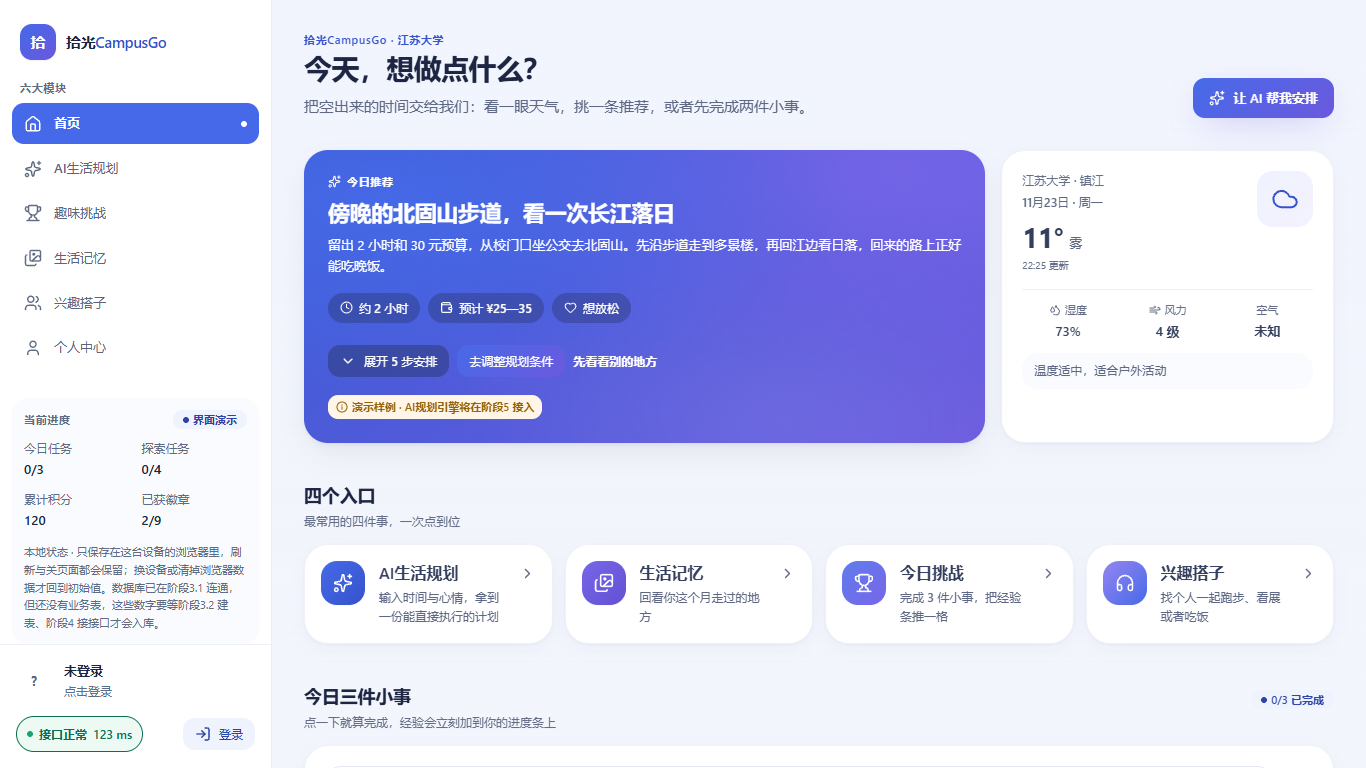 拾 拾光CampusGo
六大模块
首页
AI生活规划
趣味挑战
生活记忆
兴趣搭子
个人中心
当前进度 界面演示
今日任务 探索任务
0/3 0/4
累计积分 已获徽章
120 2/9
本地状态 · 只保存在这台设备的浏览器里，刷
新与关页面都会保留；换设备或清掉浏览器数
据才回到初始值。数据库已在阶段3.1 连通，
但还没有业务表，这些数字要等阶段3.2 建
表、阶段4 接接口才会入库。
? 未登录
点击登录
接口正常 123 ms 登录
拾光CampusGo · 江苏大学
今天，想做点什么？
把空出来的时间交给我们：看一眼天气，挑一条推荐，或者先完成两件小事。
让 AI 帮我安排
今日推荐
傍晚的北固山步道，看一次长江落日
留出 2 小时和 30 元预算，从校门口坐公交去北固山。先沿步道走到多景楼，再回江边看日落，回来的路上正好
能吃晚饭。
约 2 小时 预计 ¥25—35 想放松
展开 5 步安排 去调整规划条件 先看看别的地方
演示样例 · AI规划引擎将在阶段5 接入
江苏大学 · 镇江
11月23日 · 周一
11° 雾
22:25 更新
湿度 风力 空气
73% 4 级 未知
温度适中，适合户外活动
四个入口
最常用的四件事，一次点到位
AI生活规划
输入时间与心情，拿到
一份能直接执行的计划
生活记忆
回看你这个月走过的地
方
今日挑战
完成 3 件小事，把经验
条推一格
兴趣搭子
找个人一起跑步、看展
或者吃饭
今日三件小事
点一下就算完成，经验会立刻加到你的进度条上
0/3 已完成